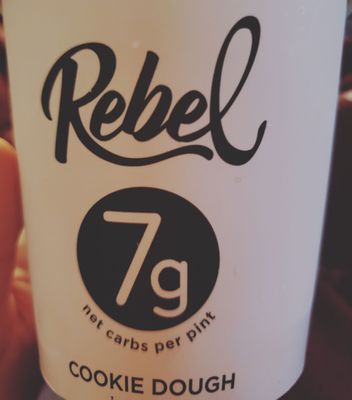 Rebel
7g
net carbs per pint
COOKIE DOUGH